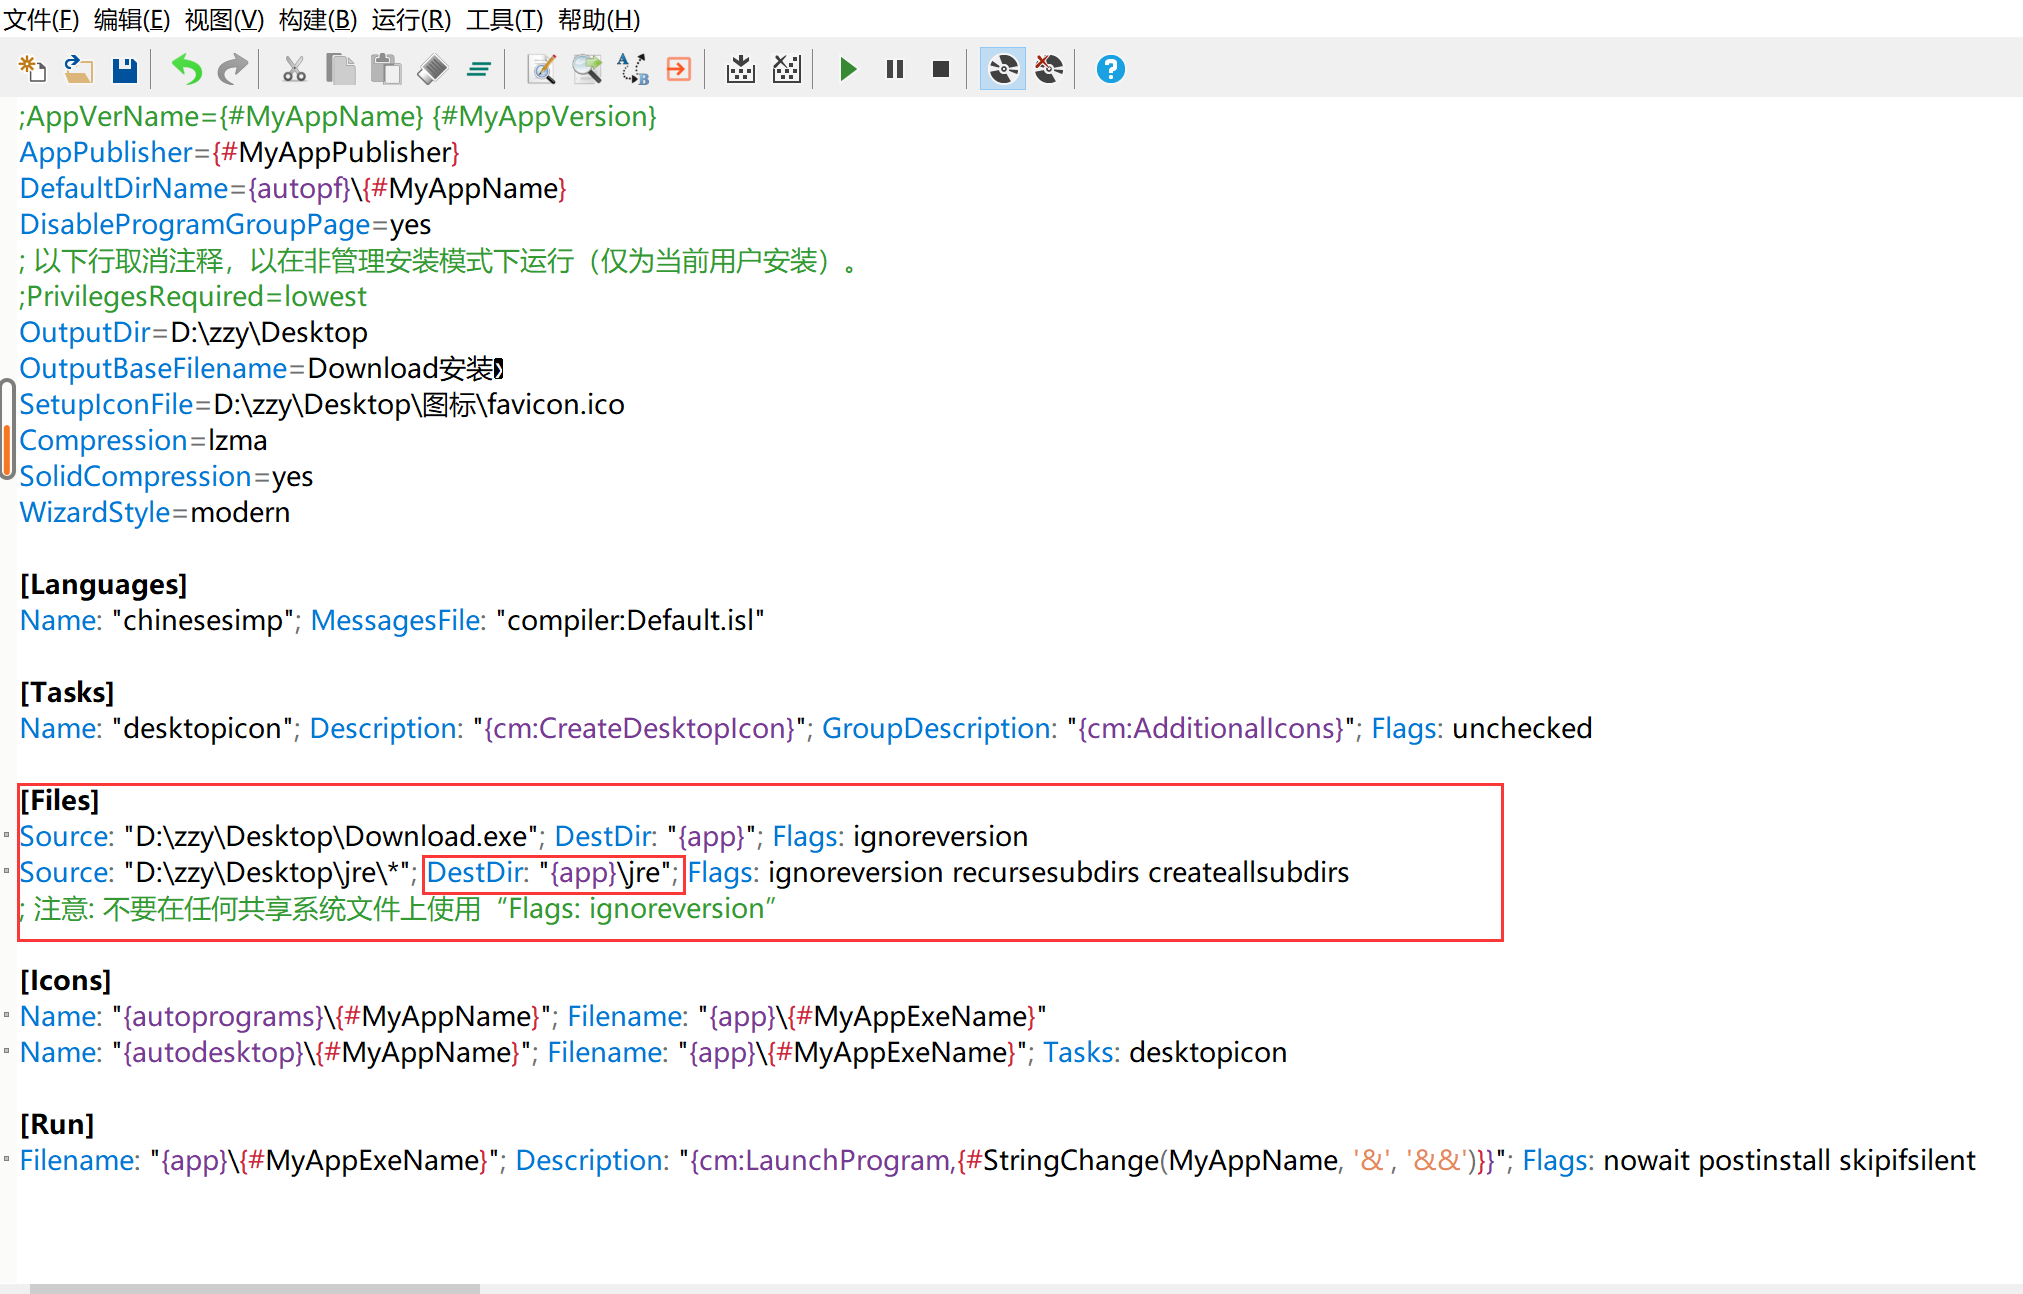 文件(F) 编辑(E) 视图(V) 构建(B) 运行(R) 工具(T) 帮助(H)
;AppVerName={#MyAppName} {#MyAppVersion}
AppPublisher={#MyAppPublisher}
DefaultDirName={autopf}\{#MyAppName}
DisableProgramGroupPage=yes
; 以下行取消注释，以在非管理安装模式下运行（仅为当前用户安装）。
;PrivilegesRequired=lowest
OutputDir=D:\zzy\Desktop
OutputBaseFilename=Download安装
SetupIconFile=D:\zzy\Desktop\图标\favicon.ico
Compression=lzma
SolidCompression=yes
WizardStyle=modern
[Languages]
Name: "chinesesimp"; MessagesFile: "compiler:Default.isl"
[Tasks]
Name: "desktopicon"; Description: "{cm:CreateDesktopIcon}"; GroupDescription: "{cm:AdditionalIcons}"; Flags: unchecked
[Files]
Source: "D:\zzy\Desktop\Download.exe"; DestDir: "{app}"; Flags: ignoreversion
Source: "D:\zzy\Desktop\jre\*"; DestDir: "{app}\jre"; Flags: ignoreversion recursesubdirs createallsubdirs
; 注意: 不要在任何共享系统文件上使用“Flags: ignoreversion”
[Icons]
Name: "{autoprograms}\{#MyAppName}"; Filename: "{app}\{#MyAppExeName}"
Name: "{autodesktop}\{#MyAppName}"; Filename: "{app}\{#MyAppExeName}"; Tasks: desktopicon
[Run]
Filename: "{app}\{#MyAppExeName}"; Description: "{cm:LaunchProgram,{#StringChange(MyAppName, '&', '&&')}}"; Flags: nowait postinstall skipifsilent